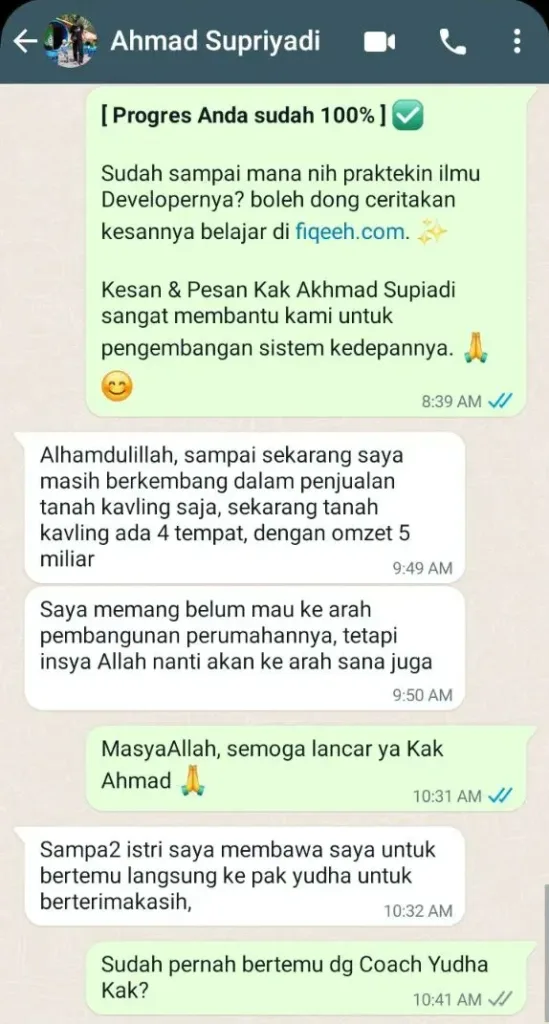 Ahmad Supriyadi
[ Progres Anda sudah 100% ] ✅
Sudah sampai mana nih praktekin ilmu
Developernya? boleh dong ceritakan
kesannya belajar di fiqeeh.com. ✨
Kesan & Pesan Kak Akhmad Supiadi
sangat membantu kami untuk
pengembangan sistem kedepannya. 🙏
😊
8:39 AM
Alhamdulillah, sampai sekarang saya
masih berkembang dalam penjualan
tanah kavling saja, sekarang tanah
kavling ada 4 tempat, dengan omzet 5
miliar
9:49 AM
Saya memang belum mau ke arah
pembangunan perumahannya, tetapi
insya Allah nanti akan ke arah sana juga
9:50 AM
MasyaAllah, semoga lancar ya Kak
Ahmad 🙏
10:31 AM
Sampa2 istri saya membawa saya untuk
bertemu langsung ke pak yudha untuk
berterimakasih,
10:32 AM
Sudah pernah bertemu dg Coach Yudha
Kak?
10:41 AM